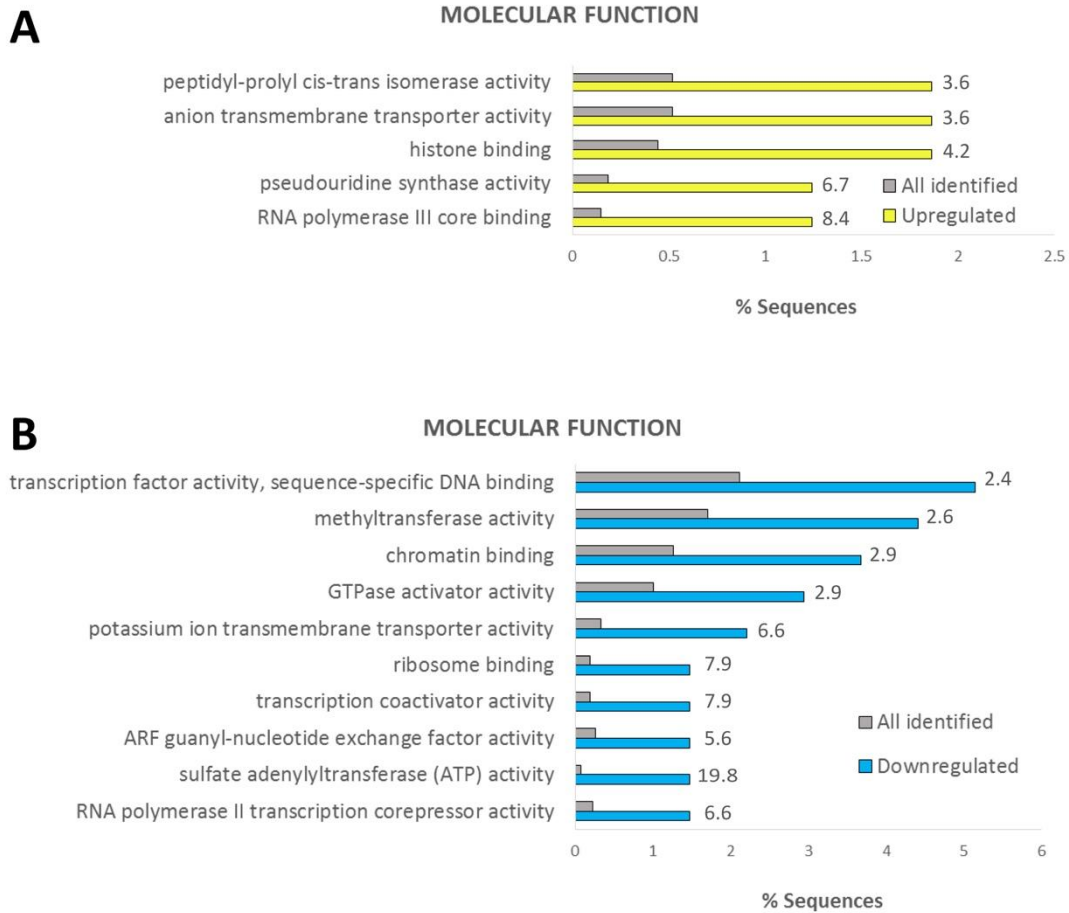 A
MOLECULAR FUNCTION
peptidyl-prolyl cis-trans isomerase activity 3.6
anion transmembrane transporter activity 3.6
histone binding 4.2
pseudouridine synthase activity 6.7
All identified
RNA polymerase III core binding 8.4
Upregulated
0 0.5 1 1.5 2 2.5
% Sequences
B
MOLECULAR FUNCTION
transcription factor activity, sequence-specific DNA binding 2.4
methyltransferase activity 2.6
chromatin binding 2.9
GTPase activator activity 2.9
potassium ion transmembrane transporter activity 6.6
ribosome binding 7.9
transcription coactivator activity 7.9
All identified
ARF guanyl-nucleotide exchange factor activity 5.6
Downregulated
sulfate adenylyltransferase (ATP) activity 19.8
RNA polymerase II transcription corepressor activity 6.6
0 1 2 3 4 5 6
% Sequences